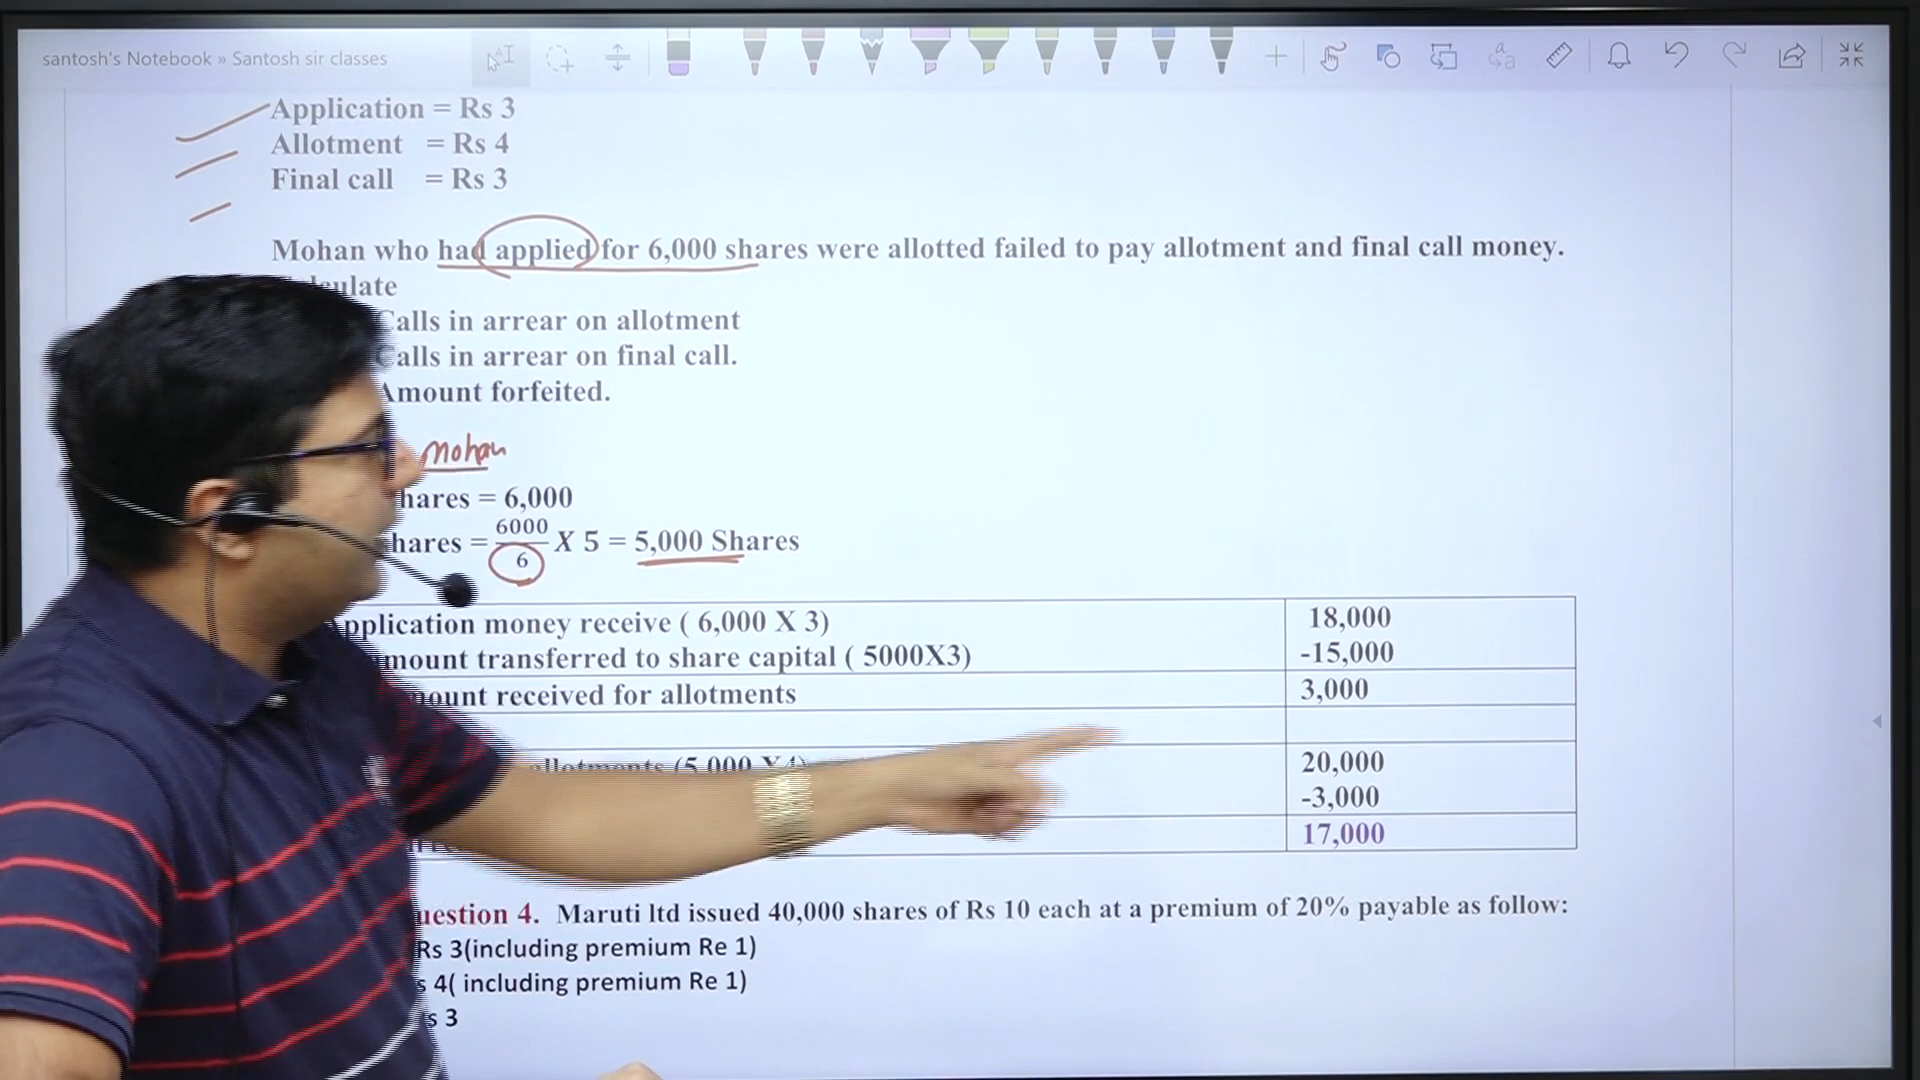 santosh's Notebook » Santosh sir classes
Application = Rs 3
Allotment = Rs 4
Final call = Rs 3
Mohan who had applied for 6,000 shares were allotted failed to pay allotment and final call money.
ulate
Calls in arrear on allotment
Calls in arrear on final call.
Amount forfeited.
Mohan
hares = 6,000
hares = 6000/6 X 5 = 5,000 Shares
pplication money receive ( 6,000 X 3) 18,000
mount transferred to share capital ( 5000X3) -15,000
ount received for allotments 3,000
allotments (5,000 X4) 20,000
-3,000
17,000
uestion 4. Maruti ltd issued 40,000 shares of Rs 10 each at a premium of 20% payable as follow:
Rs 3(including premium Re 1)
s 4( including premium Re 1)
s 3